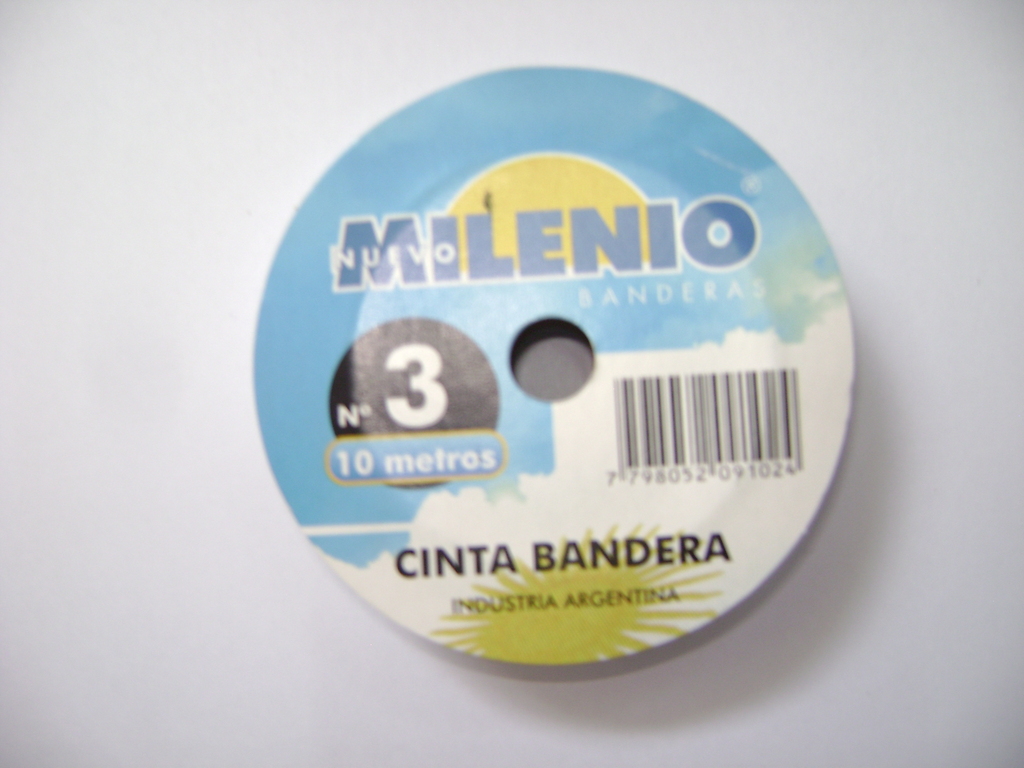 NUEVO MILENIO ®
BANDERAS
Nº 3
10 metros
7 798052 091024
CINTA BANDERA
INDUSTRIA ARGENTINA